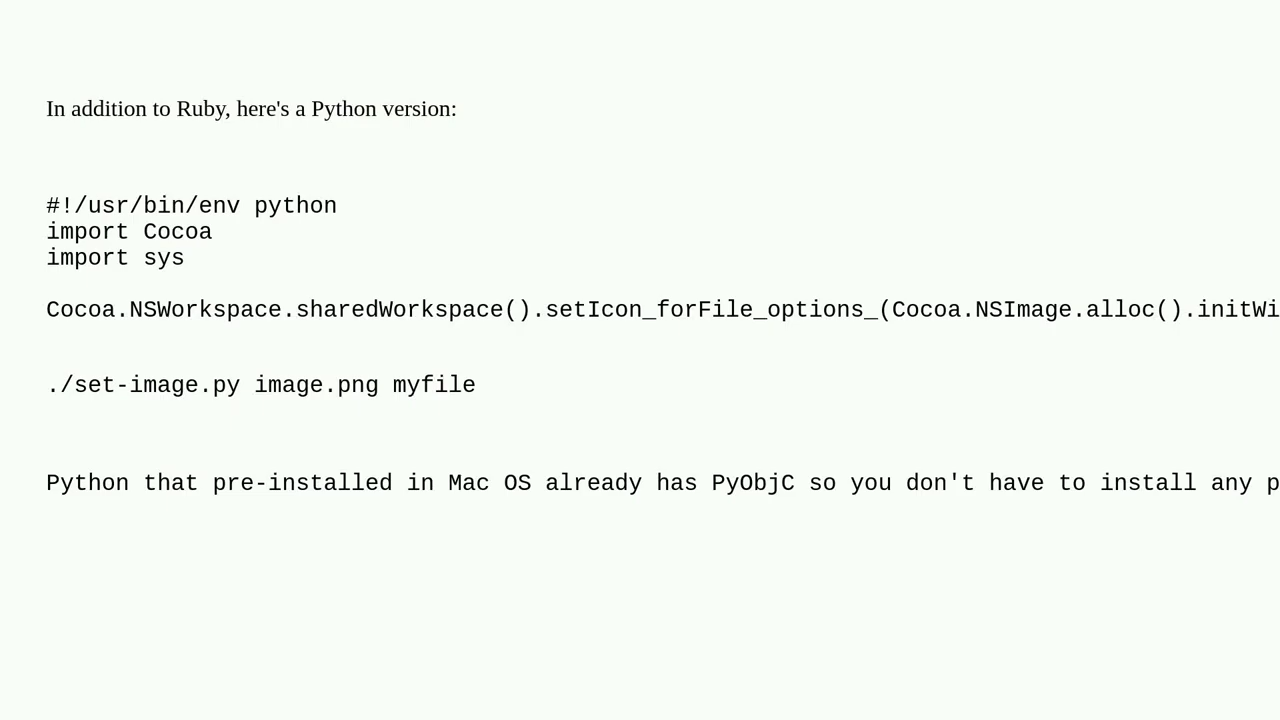 In addition to Ruby, here's a Python version:
#!/usr/bin/env python
import Cocoa
import sys
Cocoa.NSWorkspace.sharedWorkspace().setIcon_forFile_options_(Cocoa.NSImage.alloc().initWi
./set-image.py image.png myfile
Python that pre-installed in Mac OS already has PyObjC so you don't have to install any p